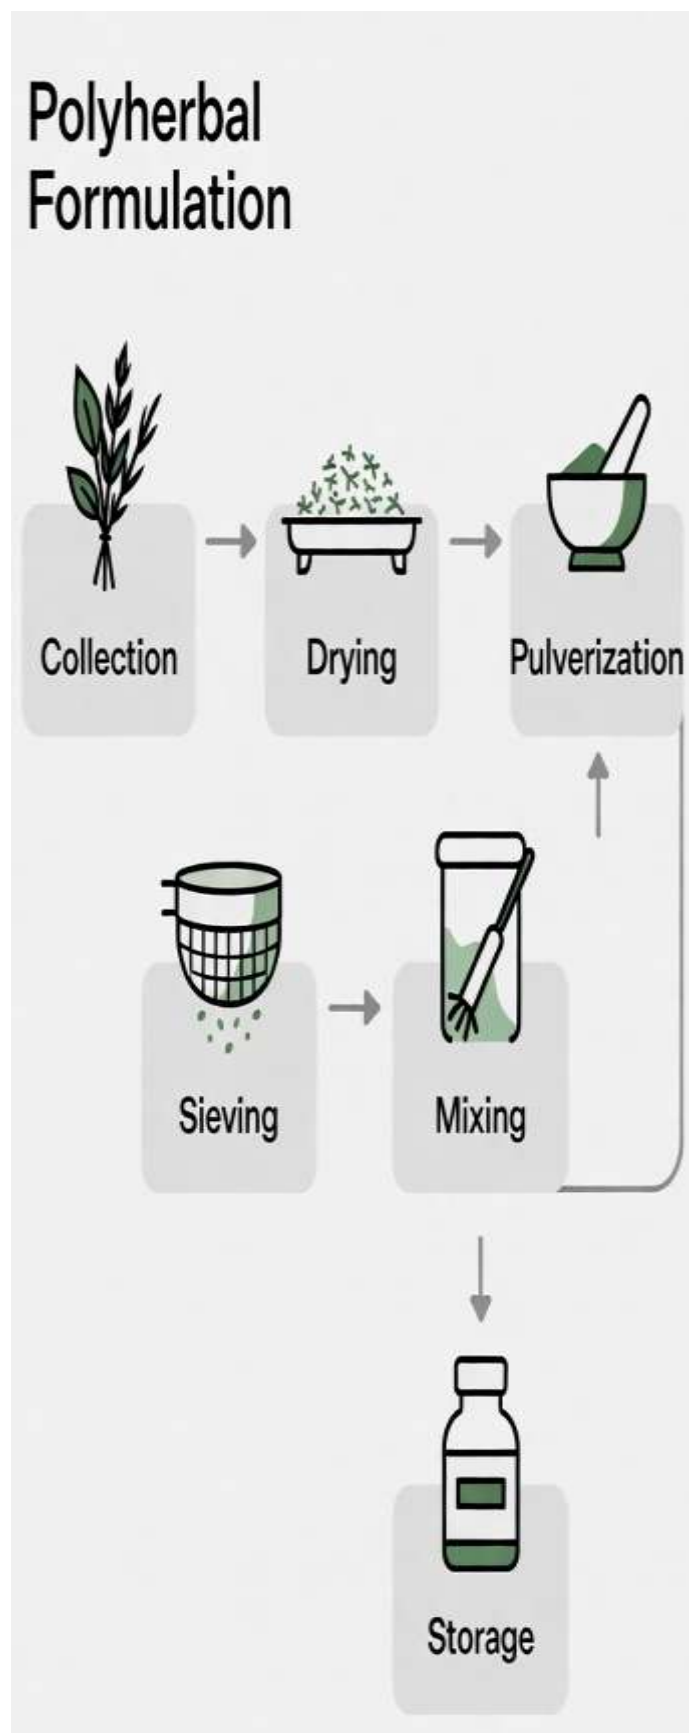 Polyherbal
Formulation
Collection
Drying
Pulverization
Sieving
Mixing
Storage